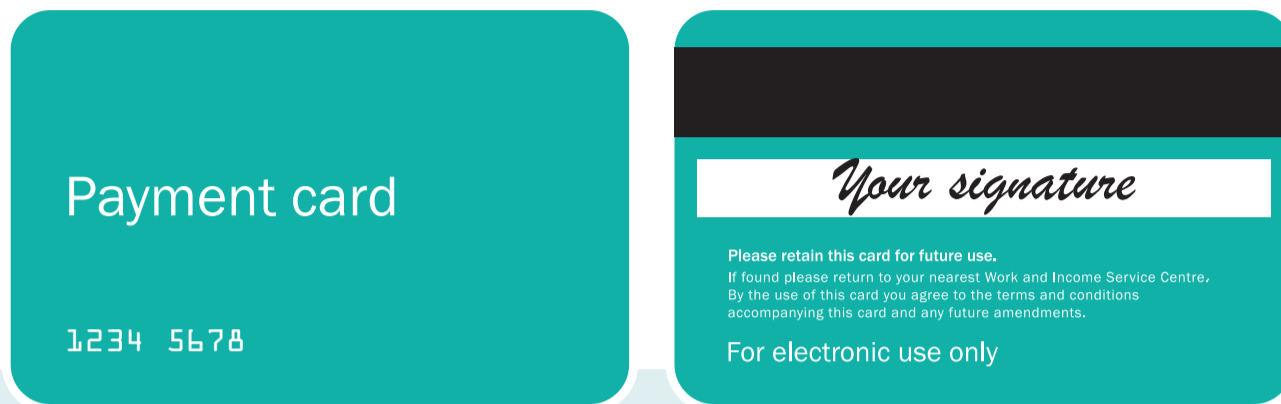 Payment card
1234 5678
Your signature
Please retain this card for future use.
If found please return to your nearest Work and Income Service Centre,
By the use of this card you agree to the terms and conditions
accompanying this card and any future amendments.
For electronic use only